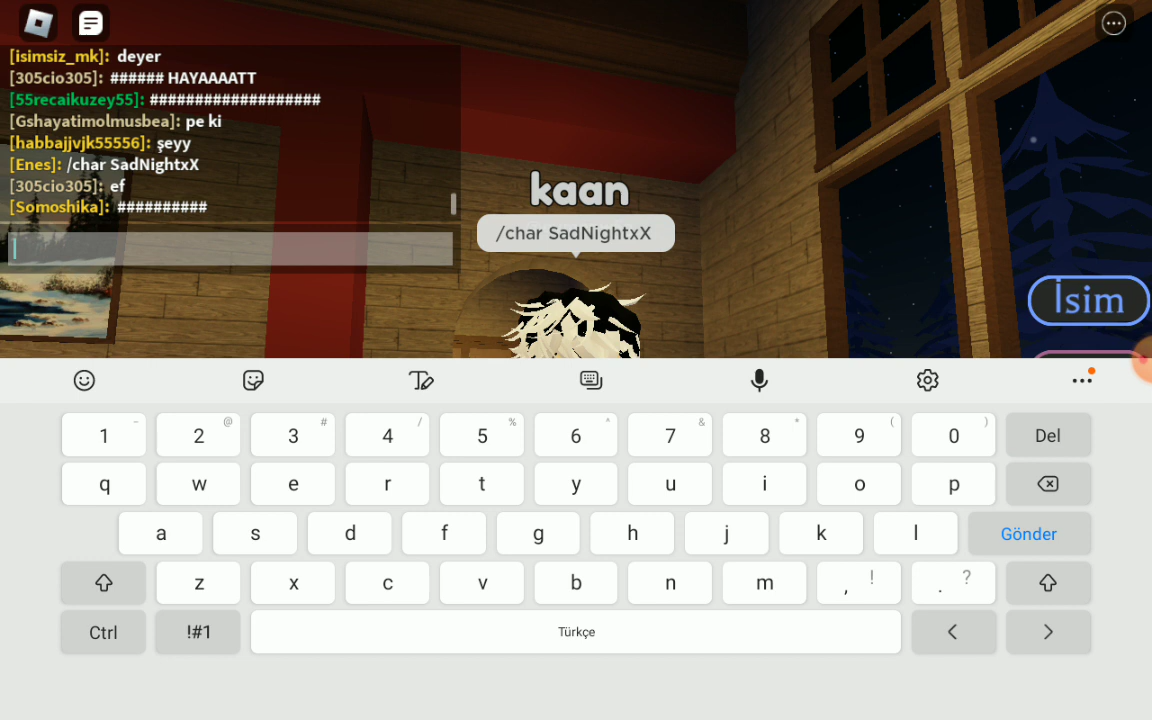 [isimsiz_mk]: deyer
[305cio305]: ###### HAYAAAATT
[55recaikuzey55]: ###################
[Gshayatimolmusbea]: pe ki
[habbajjvjk55556]: şeyy
[Enes]: /char SadNightxX
[305cio305]: ef
[Somoshika]: ##########
kaan
/char SadNightxX
İsim
1 - 2 @ 3 # 4 / 5 % 6 ^ 7 & 8 * 9 ( 0 ) Del
q w e r t y u i o p
a s d f g h j k l Gönder
z x c v b n m , ! . ?
Ctrl !#1 Türkçe < >